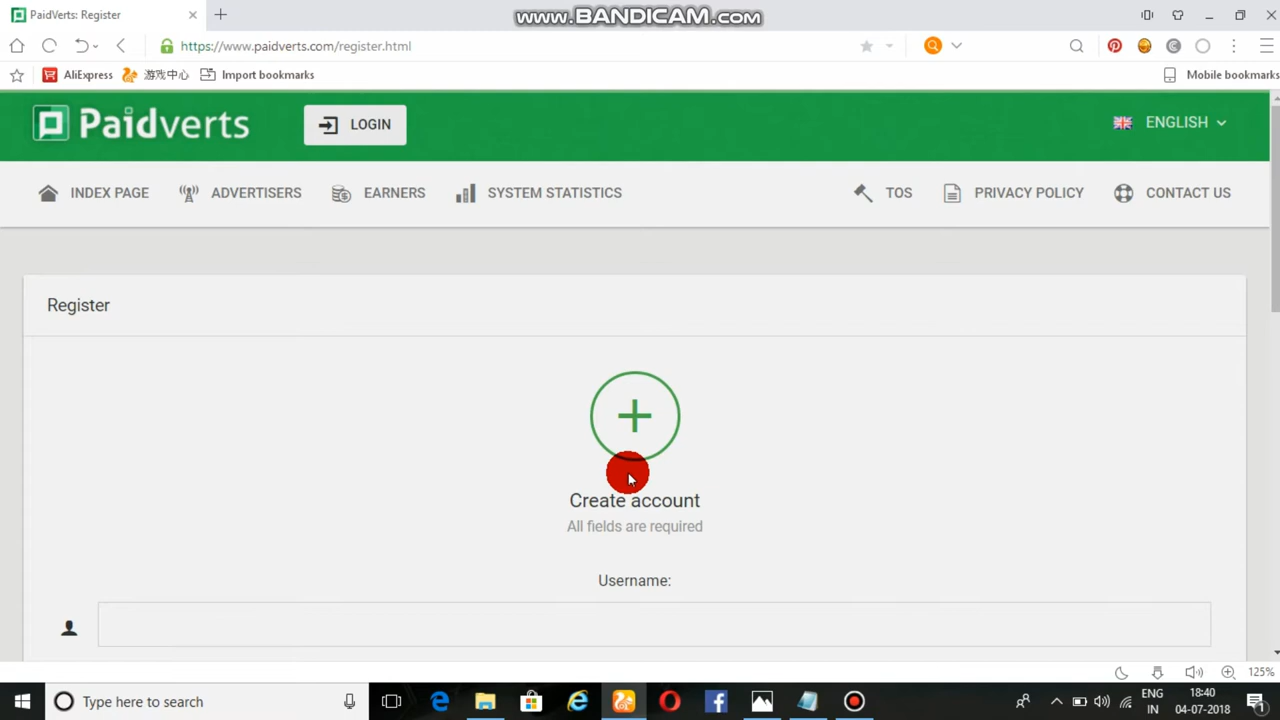 PaidVerts: Register
www.BANDICAM.com
https://www.paidverts.com/register.html
AliExpress
游戏中心
Import bookmarks
Mobile bookmarks
Paidverts
LOGIN
ENGLISH
INDEX PAGE
ADVERTISERS
EARNERS
SYSTEM STATISTICS
TOS
PRIVACY POLICY
CONTACT US
Register
Create account
All fields are required
Username:
125%
Type here to search
ENG
IN
18:40
04-07-2018
1